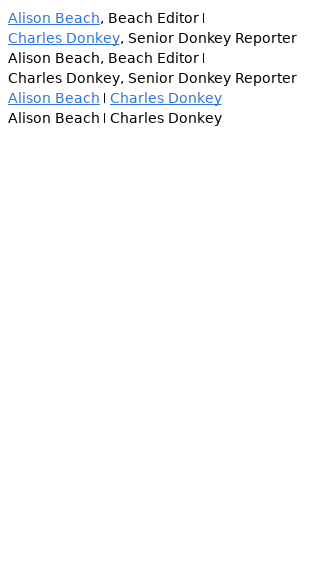 Alison Beach, Beach Editor |
Charles Donkey, Senior Donkey Reporter
Alison Beach, Beach Editor |
Charles Donkey, Senior Donkey Reporter
Alison Beach | Charles Donkey
Alison Beach | Charles Donkey